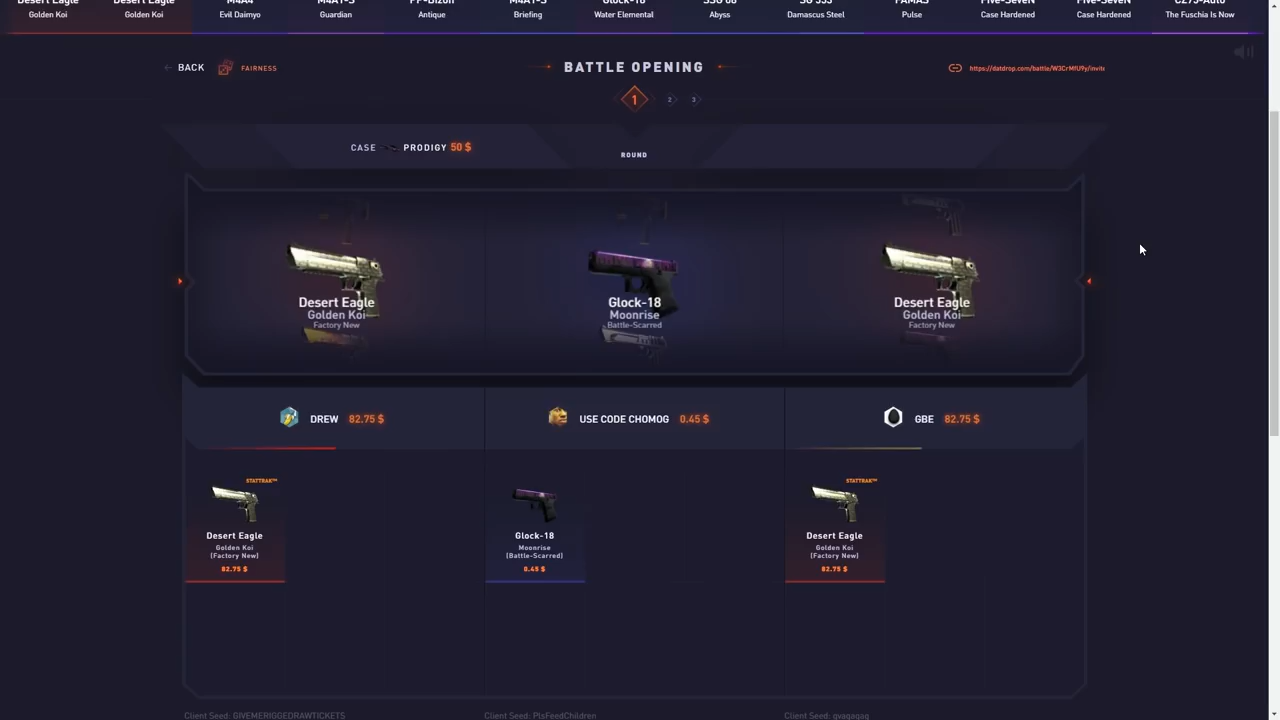 Desert Eagle
Golden Koi
Desert Eagle
Golden Koi
M4A4
Evil Daimyo
M4A1-S
Guardian
PP-Bizon
Antique
M4A1-S
Briefing
Glock-18
Water Elemental
SSG 08
Abyss
SG 553
Damascus Steel
FAMAS
Pulse
Five-SeveN
Case Hardened
Five-SeveN
Case Hardened
CZ75-Auto
The Fuschia Is Now
← BACK
FAIRNESS
BATTLE OPENING
https://datdrop.com/battle/W3CrMfU9y/invite
1
2
3
CASE PRODIGY 50 $
ROUND
Desert Eagle
Golden Koi
Factory New
Glock-18
Moonrise
Battle-Scarred
Desert Eagle
Golden Koi
Factory New
DREW 82.75 $
USE CODE CHOMOG 0.45 $
GBE 82.75 $
STATTRAK™
Desert Eagle
Golden Koi
(Factory New)
82.75 $
Glock-18
Moonrise
(Battle-Scarred)
0.45 $
STATTRAK™
Desert Eagle
Golden Koi
(Factory New)
82.75 $
Client Seed: GIVEMERIGGEDRAWTICKETS
Client Seed: PlsFeedChildren
Client Seed: